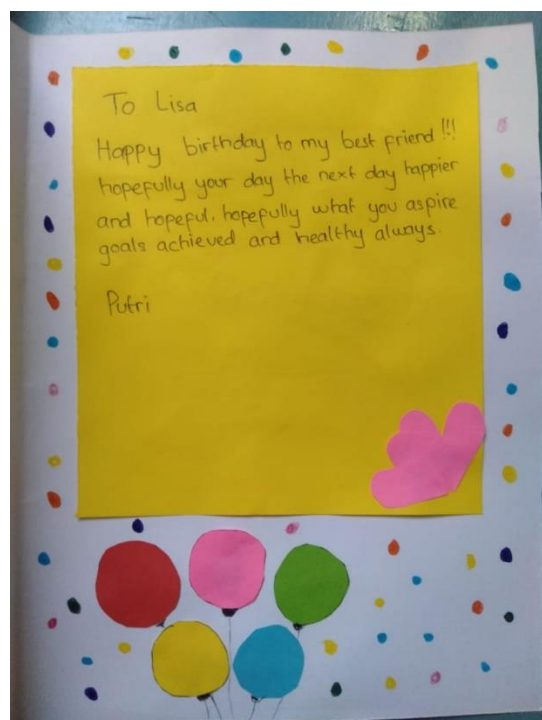 To Lisa
Happy birthday to my best friend!!!
hopefully your day the next day happier
and hopeful. hopefully what you aspire
goals achieved and healthy always.
Putri